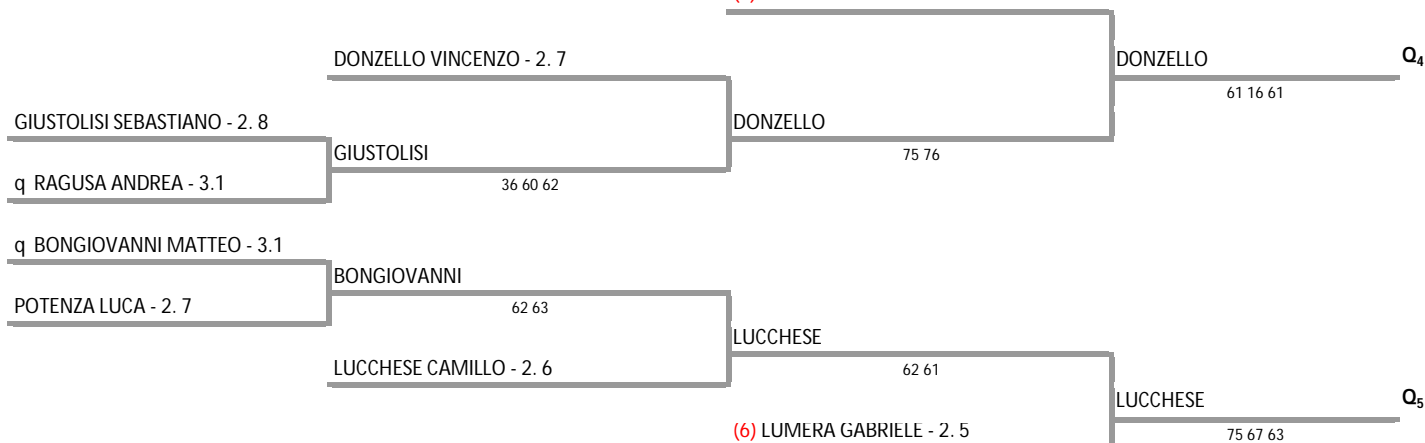 DONZELLO VINCENZO - 2. 7
DONZELLO
Q4
61 16 61
GIUSTOLISI SEBASTIANO - 2. 8
DONZELLO
75 76
GIUSTOLISI
q RAGUSA ANDREA - 3.1
36 60 62
q BONGIOVANNI MATTEO - 3.1
BONGIOVANNI
62 63
POTENZA LUCA - 2. 7
LUCCHESE
62 61
LUCCHESE CAMILLO - 2. 6
LUCCHESE
Q5
(6) LUMERA GABRIELE - 2. 5
75 67 63